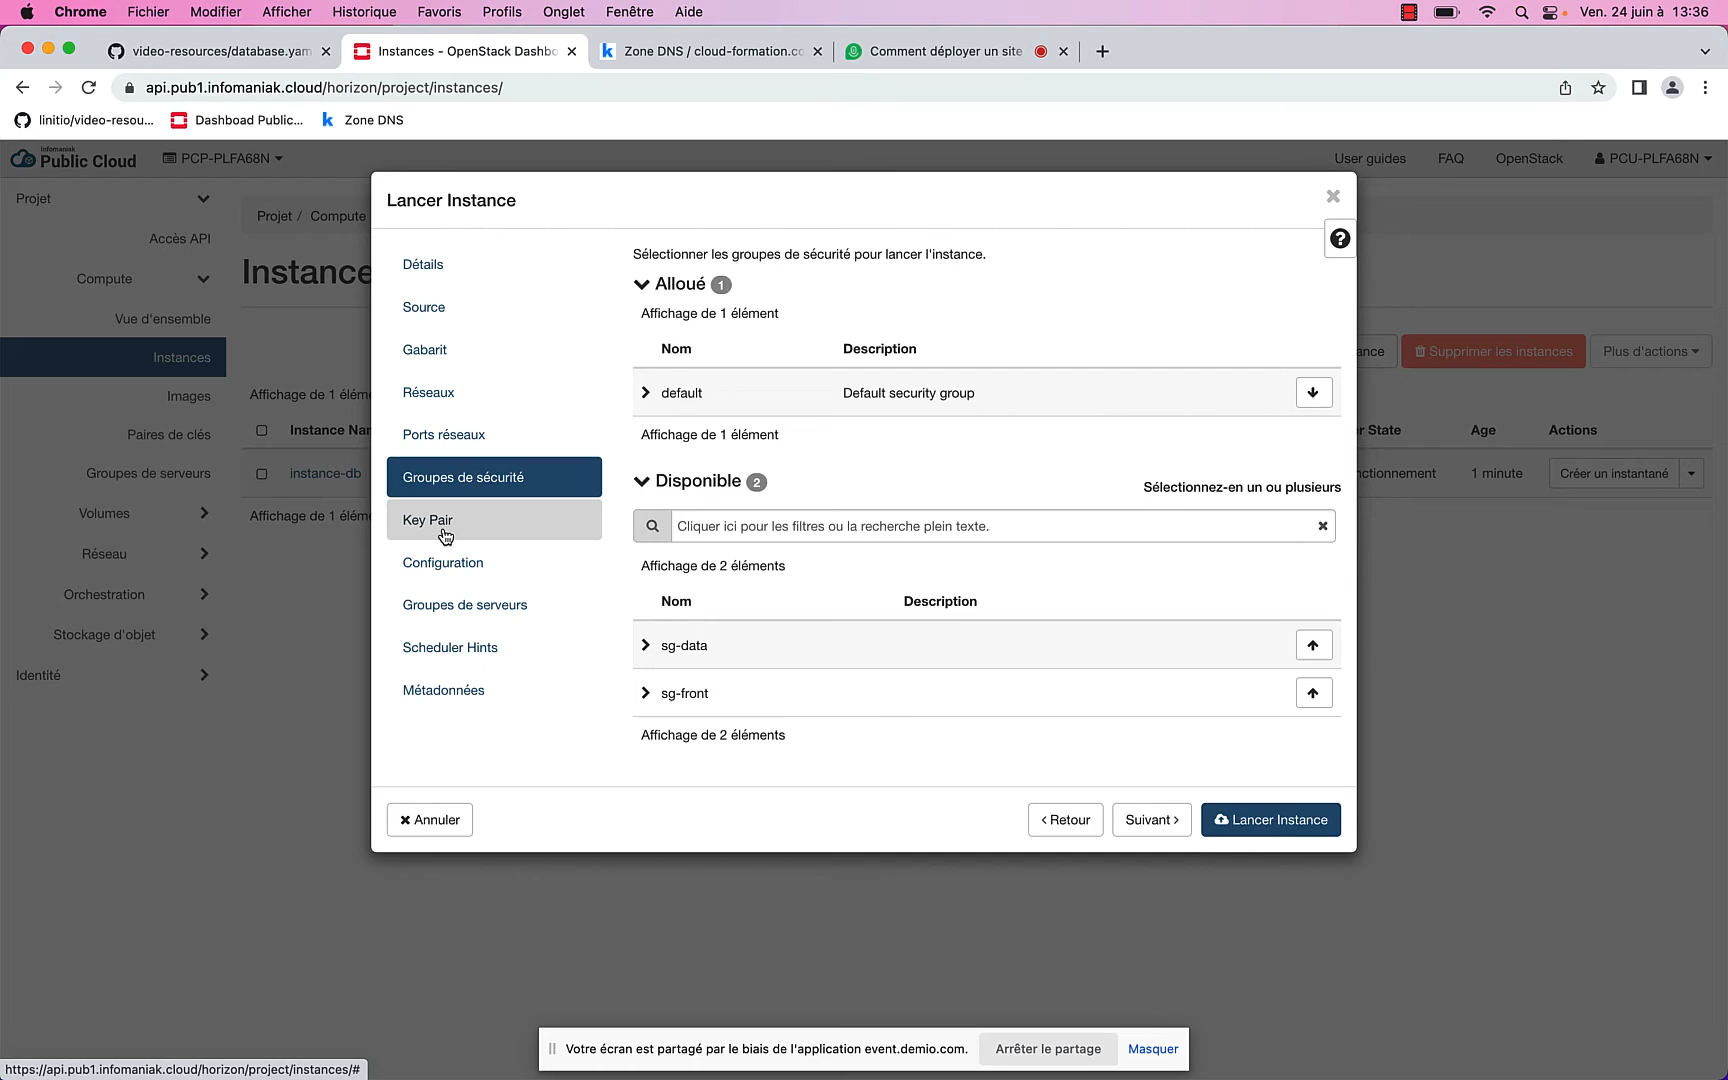 Chrome Fichier Modifier Afficher Historique Favoris Profils Onglet Fenêtre Aide Ven. 24 juin à 13:36
video-resources/database.yam Instances - OpenStack Dashbo Zone DNS / cloud-formation.co Comment déployer un site
api.pub1.infomaniak.cloud/horizon/project/instances/
linitio/video-resou... Dashboad Public... Zone DNS
infomaniak
Public Cloud PCP-PLFA68N User guides FAQ OpenStack PCU-PLFA68N
Projet
Accès API
Compute
Vue d'ensemble
Instances
Images
Paires de clés
Groupes de serveurs
Volumes
Réseau
Orchestration
Stockage d'objet
Identité
Projet / Compute
Instance
ance Supprimer les instances Plus d'actions
Affichage de 1 élém
Instance Nar r State Age Actions
instance-db nctionnement 1 minute Créer un instantané
Affichage de 1 élém
Lancer Instance
Détails
Source
Gabarit
Réseaux
Ports réseaux
Groupes de sécurité
Key Pair
Configuration
Groupes de serveurs
Scheduler Hints
Métadonnées
Sélectionner les groupes de sécurité pour lancer l'instance.
Alloué 1
Affichage de 1 élément
Nom Description
default Default security group
Affichage de 1 élément
Disponible 2
Sélectionnez-en un ou plusieurs
Cliquer ici pour les filtres ou la recherche plein texte.
Affichage de 2 éléments
Nom Description
sg-data
sg-front
Affichage de 2 éléments
Annuler < Retour Suivant > Lancer Instance
Votre écran est partagé par le biais de l'application event.demio.com. Arrêter le partage Masquer
https://api.pub1.infomaniak.cloud/horizon/project/instances/#